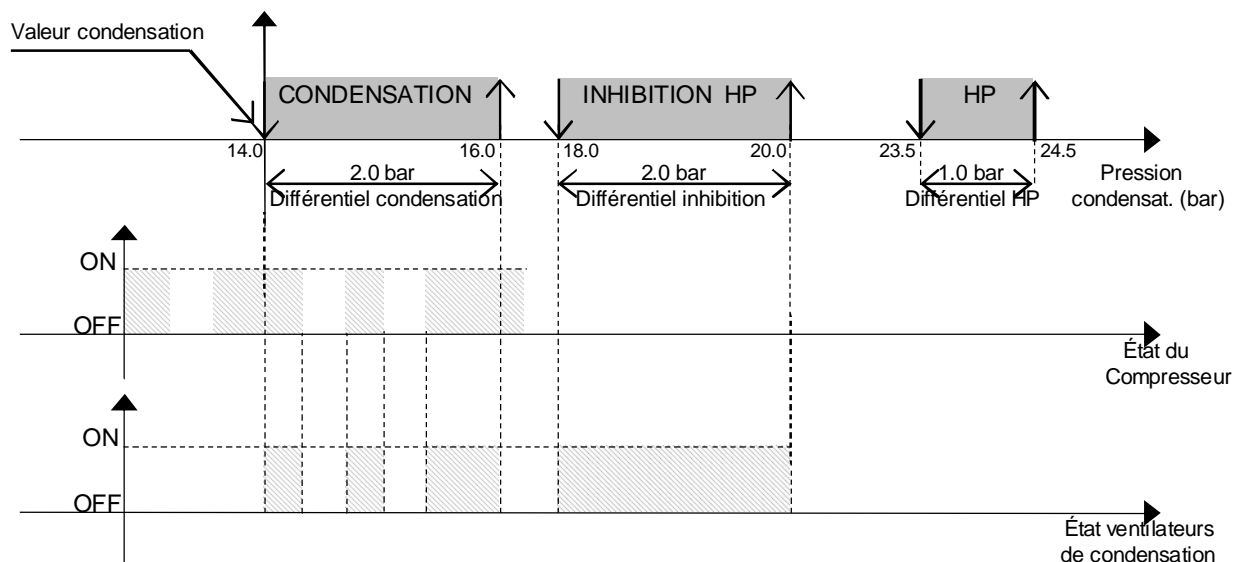 Valeur condensation
CONDENSATION
INHIBITION HP
HP
14.0
16.0
18.0
20.0
23.5
24.5
2.0 bar
2.0 bar
1.0 bar
Pression
Différentiel condensation
Différentiel inhibition
Différentiel HP
condensat. (bar)
ON
OFF
État du
Compresseur
ON
OFF
État ventilateurs
de condensation